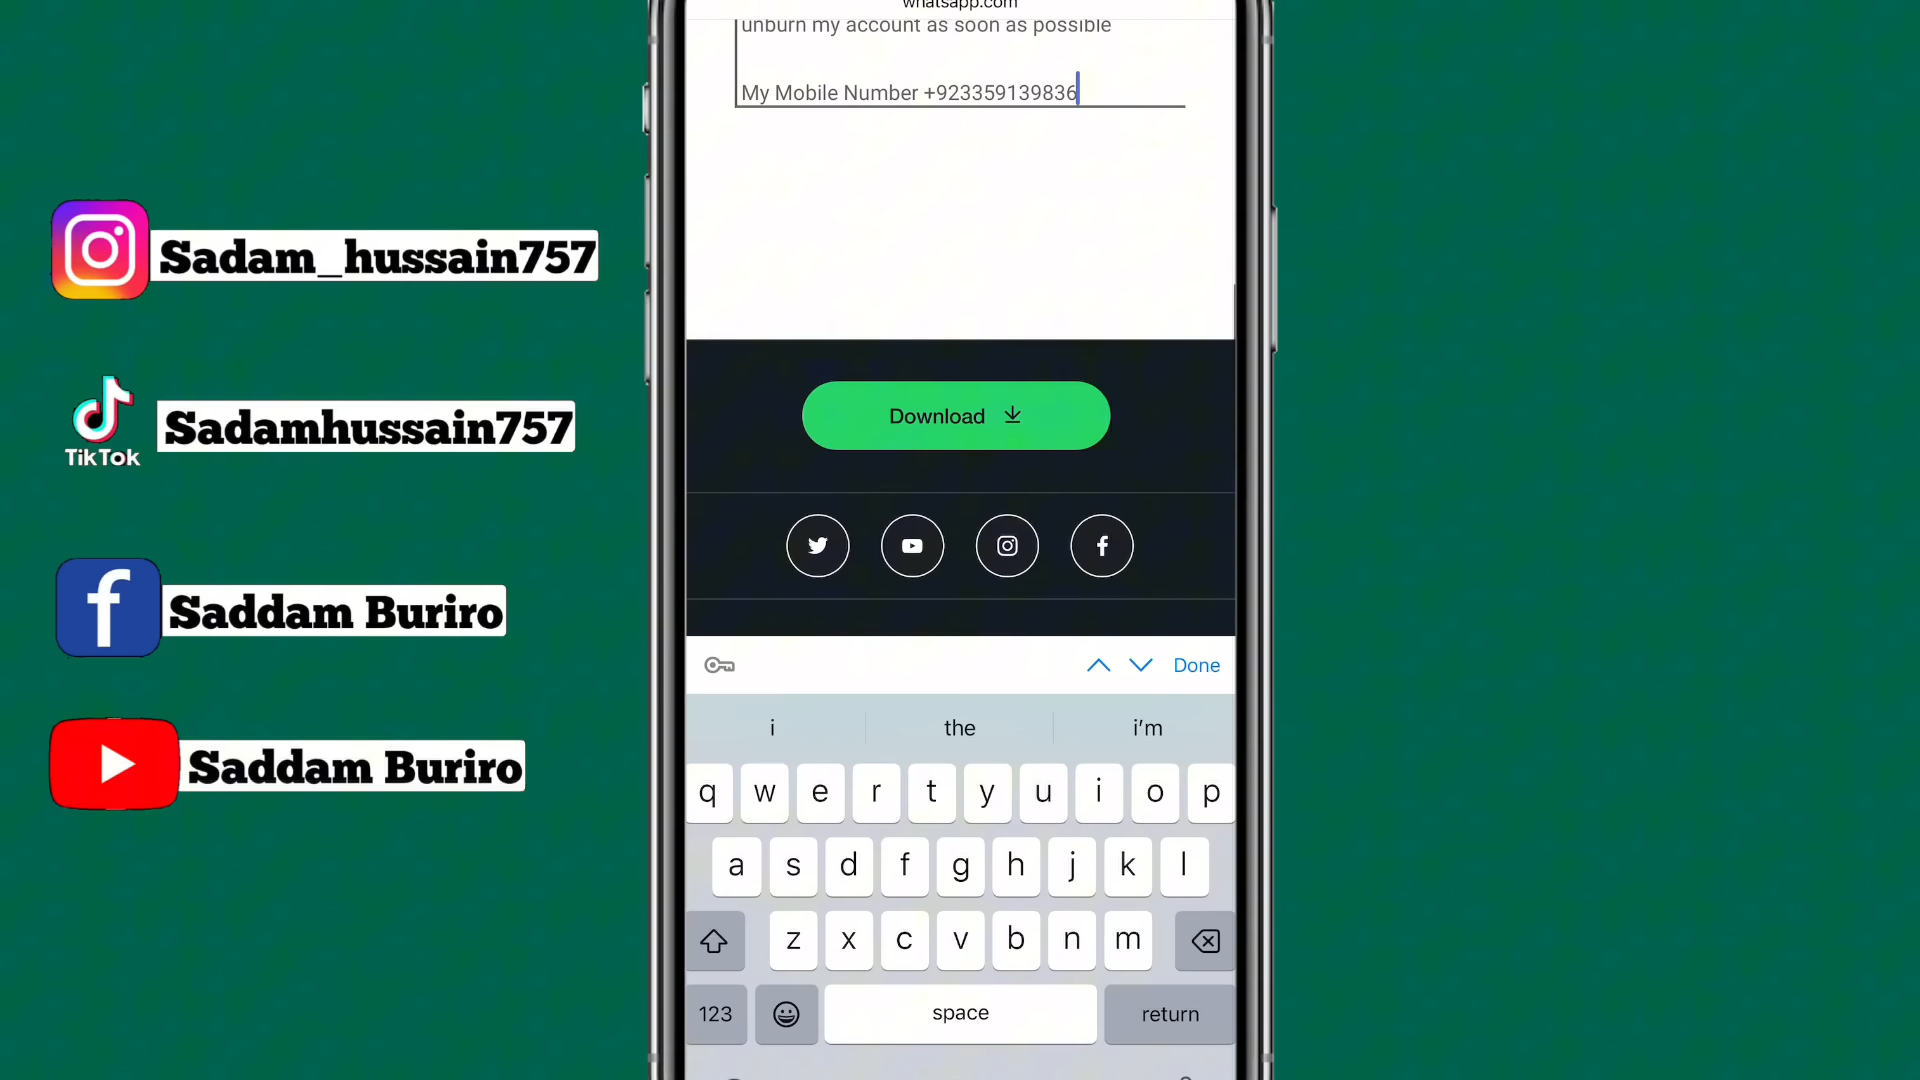 whatsapp.com
unburn my account as soon as possible
My Mobile Number +923359139836
Sadam_hussain757
TikTok
Sadamhussain757
Saddam Buriro
Saddam Buriro
Download
Done
i the i'm
q w e r t y u i o p
a s d f g h j k l
z x c v b n m
123 space return